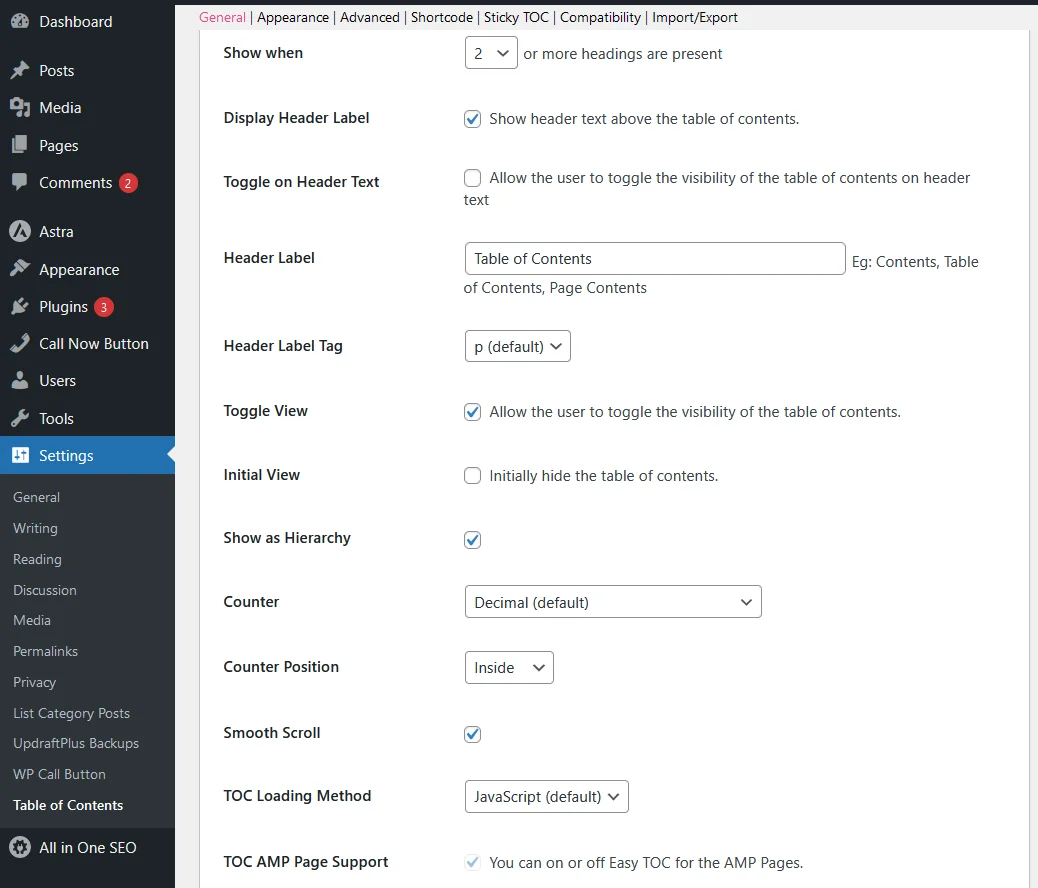 Dashboard
Posts
Media
Pages
Comments 2
Astra
Appearance
Plugins 3
Call Now Button
Users
Tools
Settings
General
Writing
Reading
Discussion
Media
Permalinks
Privacy
List Category Posts
UpdraftPlus Backups
WP Call Button
Table of Contents
All in One SEO
General | Appearance | Advanced | Shortcode | Sticky TOC | Compatibility | Import/Export
Show when 2 or more headings are present
Display Header Label Show header text above the table of contents.
Toggle on Header Text Allow the user to toggle the visibility of the table of contents on header
text
Header Label Table of Contents Eg: Contents, Table
of Contents, Page Contents
Header Label Tag p (default)
Toggle View Allow the user to toggle the visibility of the table of contents.
Initial View Initially hide the table of contents.
Show as Hierarchy
Counter Decimal (default)
Counter Position Inside
Smooth Scroll
TOC Loading Method JavaScript (default)
TOC AMP Page Support You can on or off Easy TOC for the AMP Pages.